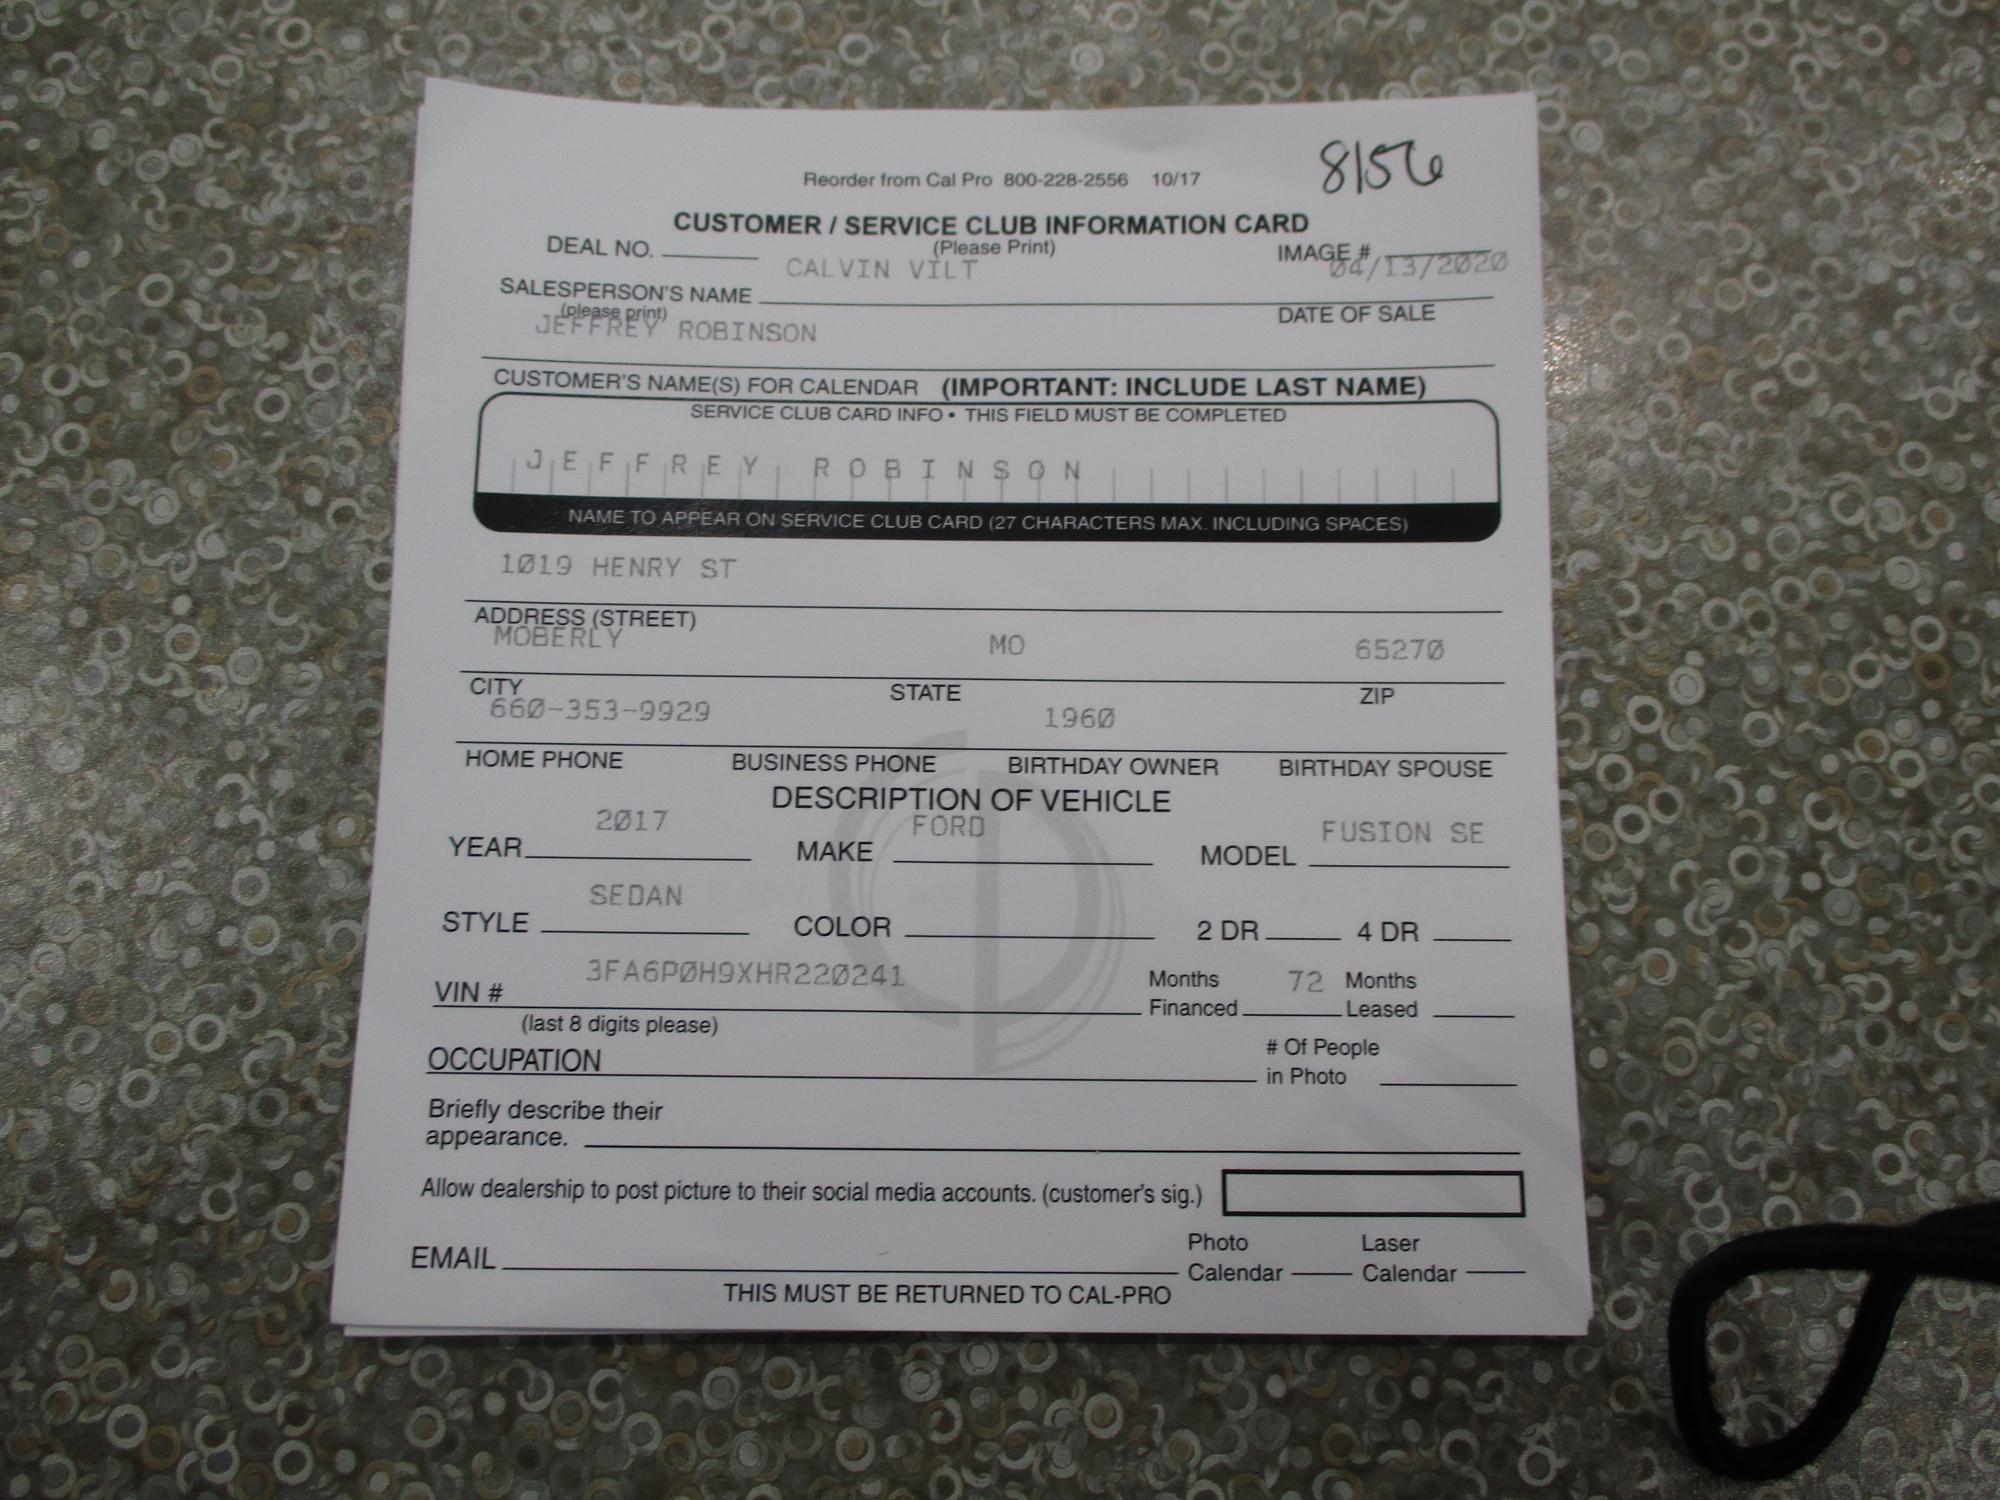 8156
Reorder from Cal Pro 800-228-2556 10/17
CUSTOMER / SERVICE CLUB INFORMATION CARD
DEAL NO. (Please Print) IMAGE #
CALVIN VILT 04/13/2020
SALESPERSON'S NAME DATE OF SALE
(please print)
JEFFREY ROBINSON
CUSTOMER'S NAME(S) FOR CALENDAR (IMPORTANT: INCLUDE LAST NAME)
SERVICE CLUB CARD INFO • THIS FIELD MUST BE COMPLETED
JEFFREY ROBINSON
NAME TO APPEAR ON SERVICE CLUB CARD (27 CHARACTERS MAX. INCLUDING SPACES)
1019 HENRY ST
ADDRESS (STREET)
MOBERLY MO 65270
CITY STATE ZIP
660-353-9929 1960
HOME PHONE BUSINESS PHONE BIRTHDAY OWNER BIRTHDAY SPOUSE
DESCRIPTION OF VEHICLE
2017 FORD FUSION SE
YEAR MAKE MODEL
SEDAN
STYLE COLOR 2 DR 4 DR
3FA6P0H9XHR220241 Months 72 Months
VIN # Financed Leased
(last 8 digits please)
OCCUPATION # Of People
in Photo
Briefly describe their
appearance.
Allow dealership to post picture to their social media accounts. (customer's sig.)
Photo Laser
EMAIL Calendar Calendar
THIS MUST BE RETURNED TO CAL-PRO